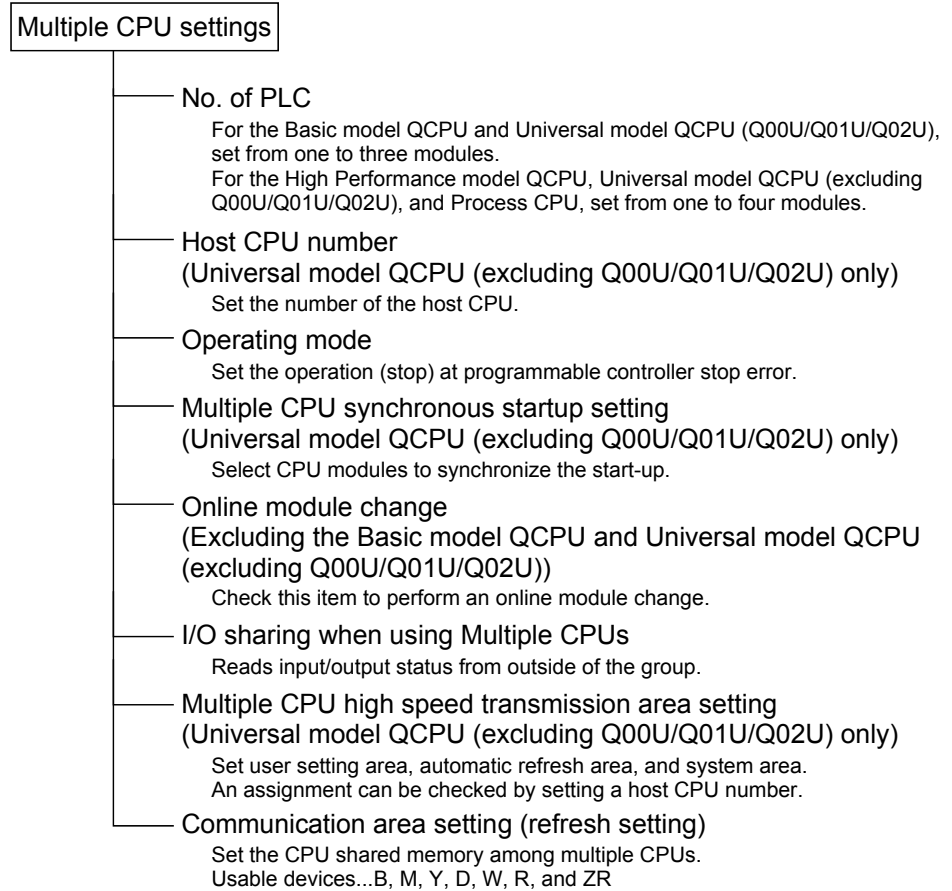 Multiple CPU settings
No. of PLC
For the Basic model QCPU and Universal model QCPU (Q00U/Q01U/Q02U),
set from one to three modules.
For the High Performance model QCPU, Universal model QCPU (excluding
Q00U/Q01U/Q02U), and Process CPU, set from one to four modules.
Host CPU number
(Universal model QCPU (excluding Q00U/Q01U/Q02U) only)
Set the number of the host CPU.
Operating mode
Set the operation (stop) at programmable controller stop error.
Multiple CPU synchronous startup setting
(Universal model QCPU (excluding Q00U/Q01U/Q02U) only)
Select CPU modules to synchronize the start-up.
Online module change
(Excluding the Basic model QCPU and Universal model QCPU
(excluding Q00U/Q01U/Q02U))
Check this item to perform an online module change.
I/O sharing when using Multiple CPUs
Reads input/output status from outside of the group.
Multiple CPU high speed transmission area setting
(Universal model QCPU (excluding Q00U/Q01U/Q02U) only)
Set user setting area, automatic refresh area, and system area.
An assignment can be checked by setting a host CPU number.
Communication area setting (refresh setting)
Set the CPU shared memory among multiple CPUs.
Usable devices...B, M, Y, D, W, R, and ZR